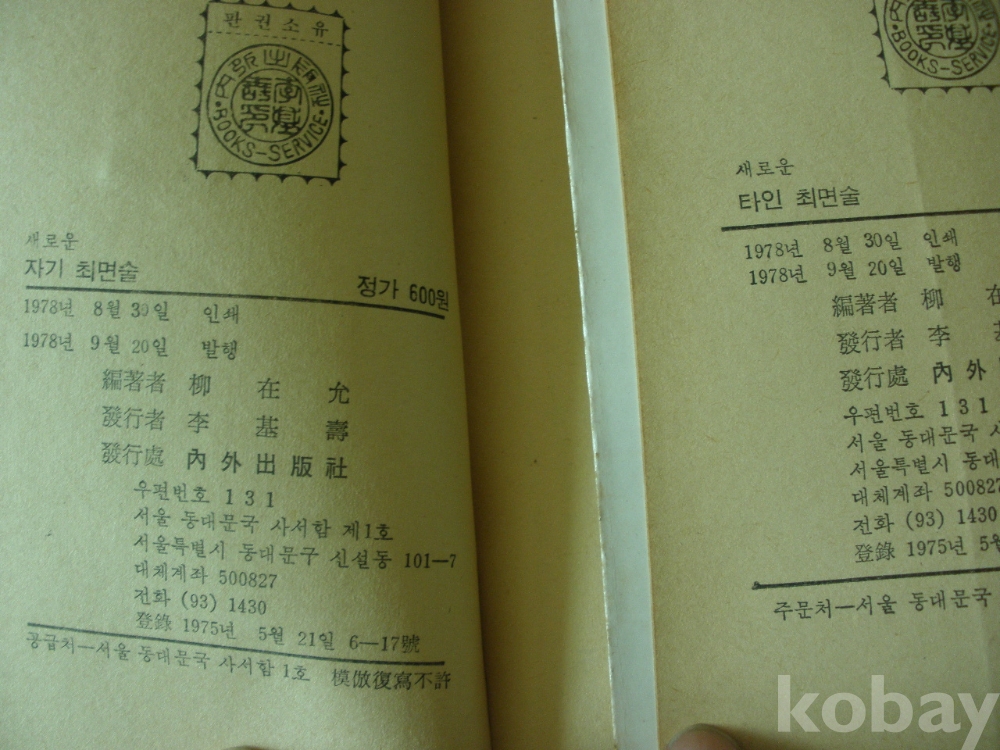 판권소유
BOOKS-SERVICE
새로운
자기 최면술 정가 600원
1978년 8월 30일 인쇄
1978년 9월 20일 발행
編著者 柳在允
發行者 李基壽
發行處 內外出版社
우편번호 131
서울 동대문국 사서함 제1호
서울특별시 동대문구 신설동 101—7
대체계좌 500827
전화 (93) 1430
登錄 1975년 5월 21일 6—17號
공급처—서울 동대문국 사서함 1호 模倣復寫不許
BOOKS-SERVICE
새로운
타인 최면술
1978년 8월 30일 인쇄
1978년 9월 20일 발행
編著者 柳 在
發行者 李
發行處 內外
우편번호 131
서울 동대문국
서울특별시 동대
대체계좌 500827
전화 (93) 1430
登錄 1975년 5
주문처—서울 동대문국
kobay